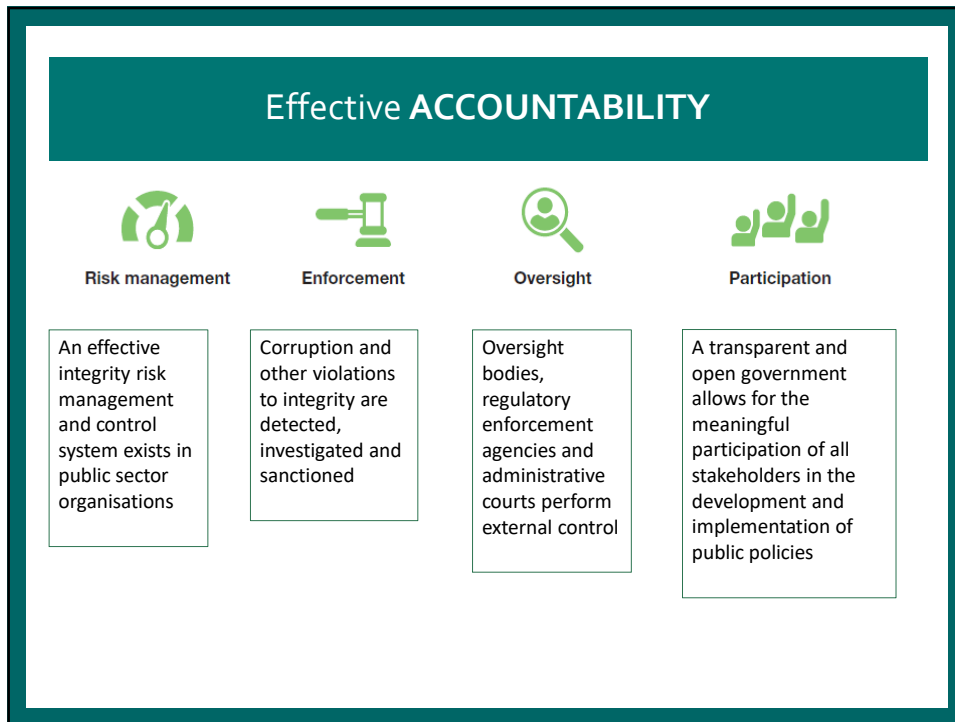 Effective ACCOUNTABILITY
Risk management
Enforcement
Oversight
Participation
An effective
integrity risk
management
and control
system exists in
public sector
organisations
Corruption and
other violations
to integrity are
detected,
investigated and
sanctioned
Oversight
bodies,
regulatory
enforcement
agencies and
administrative
courts perform
external control
A transparent and
open government
allows for the
meaningful
participation of all
stakeholders in the
development and
implementation of
public policies